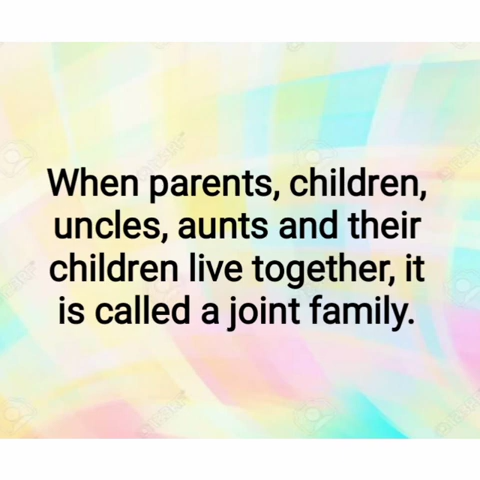 When parents, children,
uncles, aunts and their
children live together, it
is called a joint family.